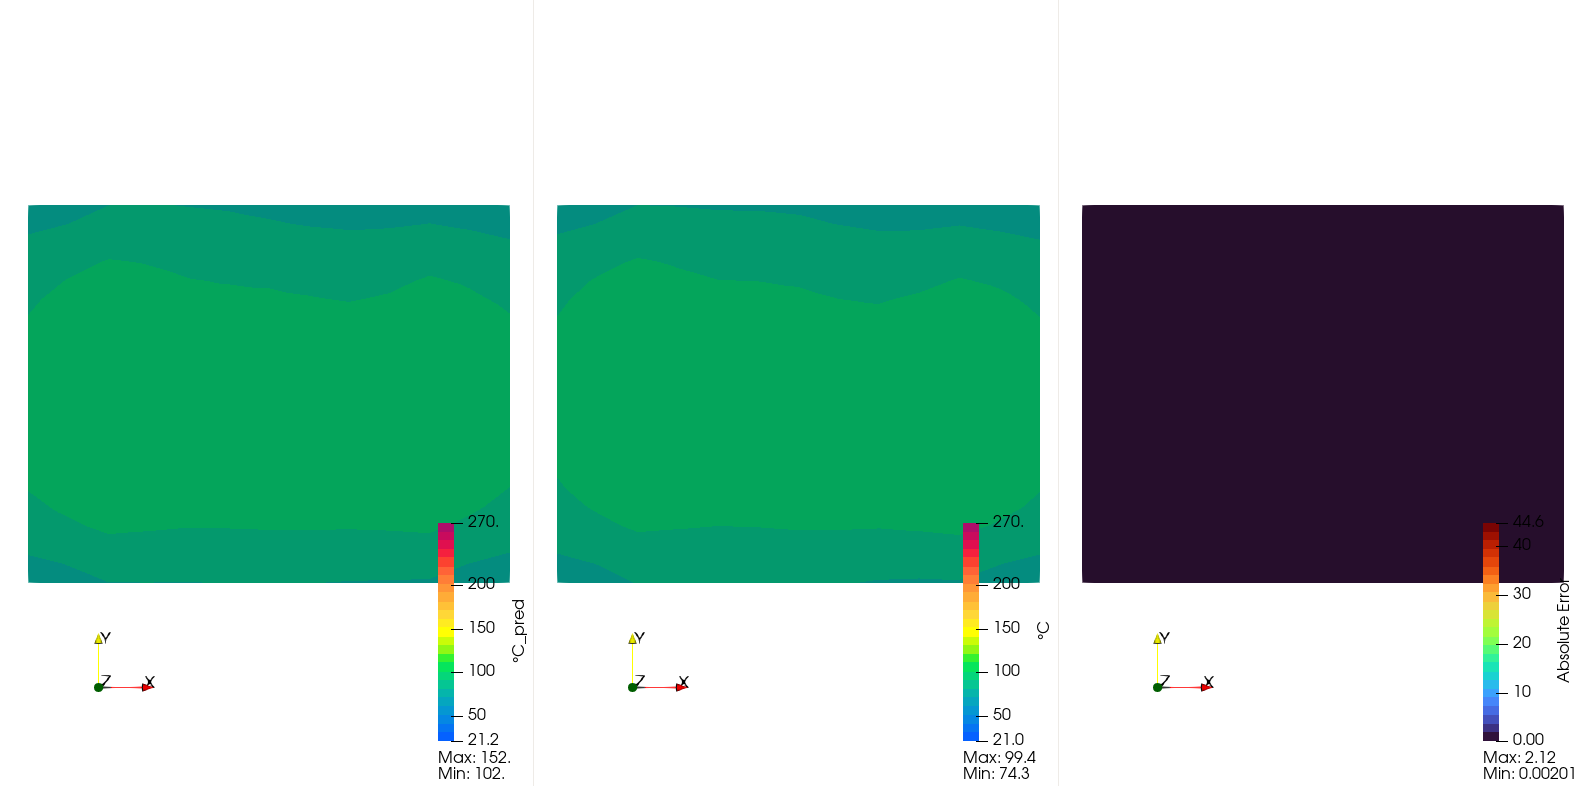 270.
200
150
100
50
21.2
°C_pred
Max: 152.
Min: 102.
Y
Z
X
270.
200
150
100
50
21.0
°C
Max: 99.4
Min: 74.3
Y
Z
X
44.6
40
30
20
10
0.00
Absolute Error
Max: 2.12
Min: 0.00201
Y
Z
X